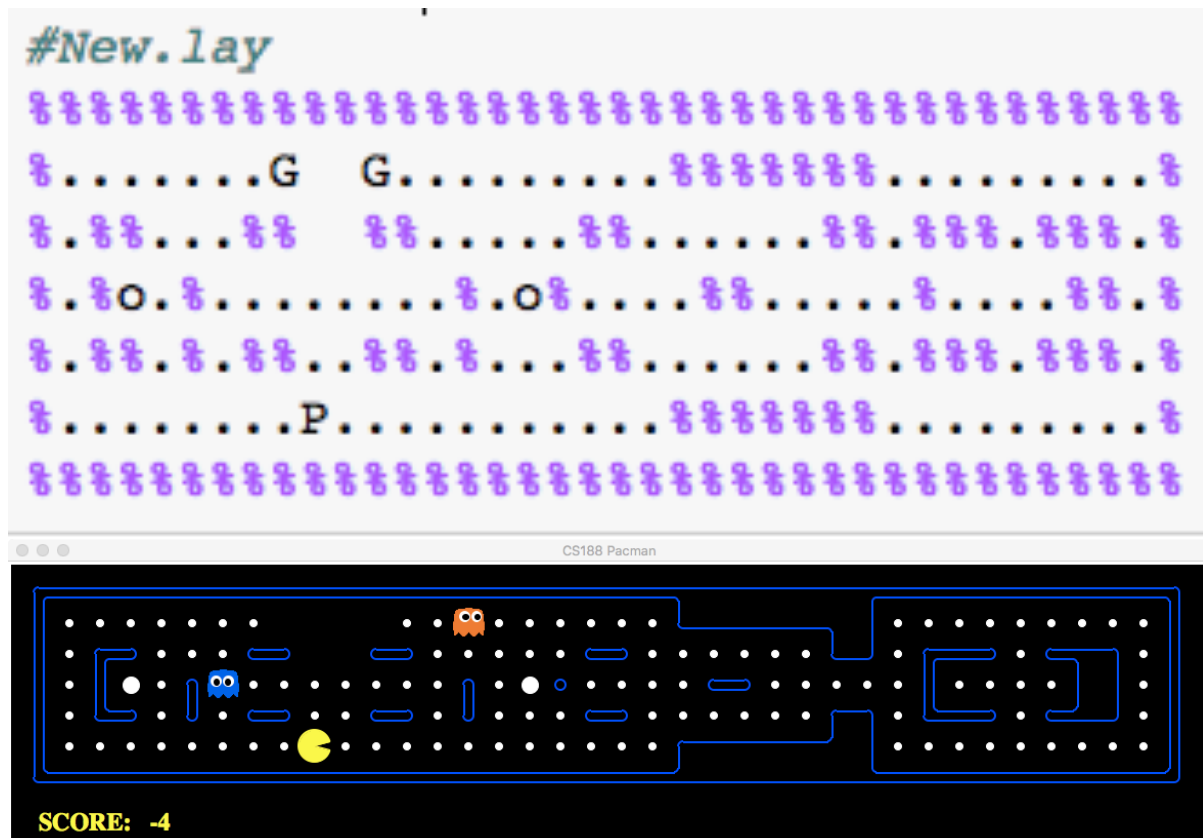 #New.lay
%%%%%%%%%%%%%%%%%%%%%%%%%%%%%%%%%%%%%%
%.......G  G.........%%%%%%%.........%
%.%%...%%  %%.....%%......%%.%%%.%%%.%
%.%o.%........%.o%....%%.....%....%%.%
%.%%.%.%%..%%.%...%%......%%.%%%.%%%.%
%........P...........%%%%%%%.........%
%%%%%%%%%%%%%%%%%%%%%%%%%%%%%%%%%%%%%%
CS188 Pacman
SCORE: -4